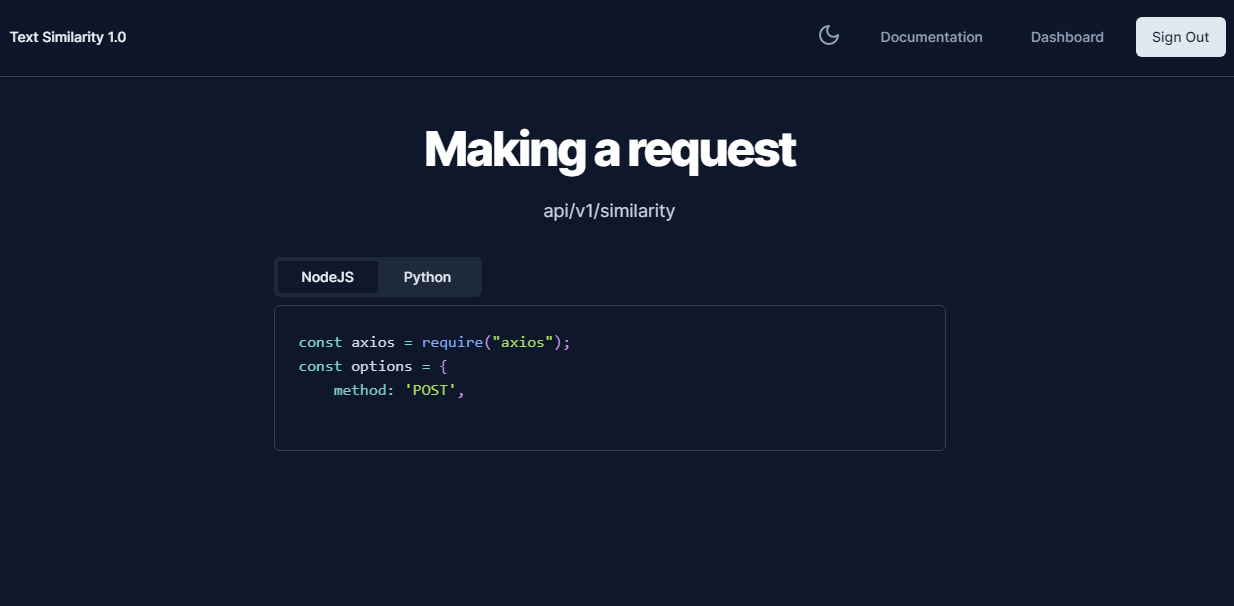 Text Similarity 1.0
Documentation
Dashboard
Sign Out
Making a request
api/v1/similarity
NodeJS
Python
const axios = require("axios");
const options = {
    method: 'POST',